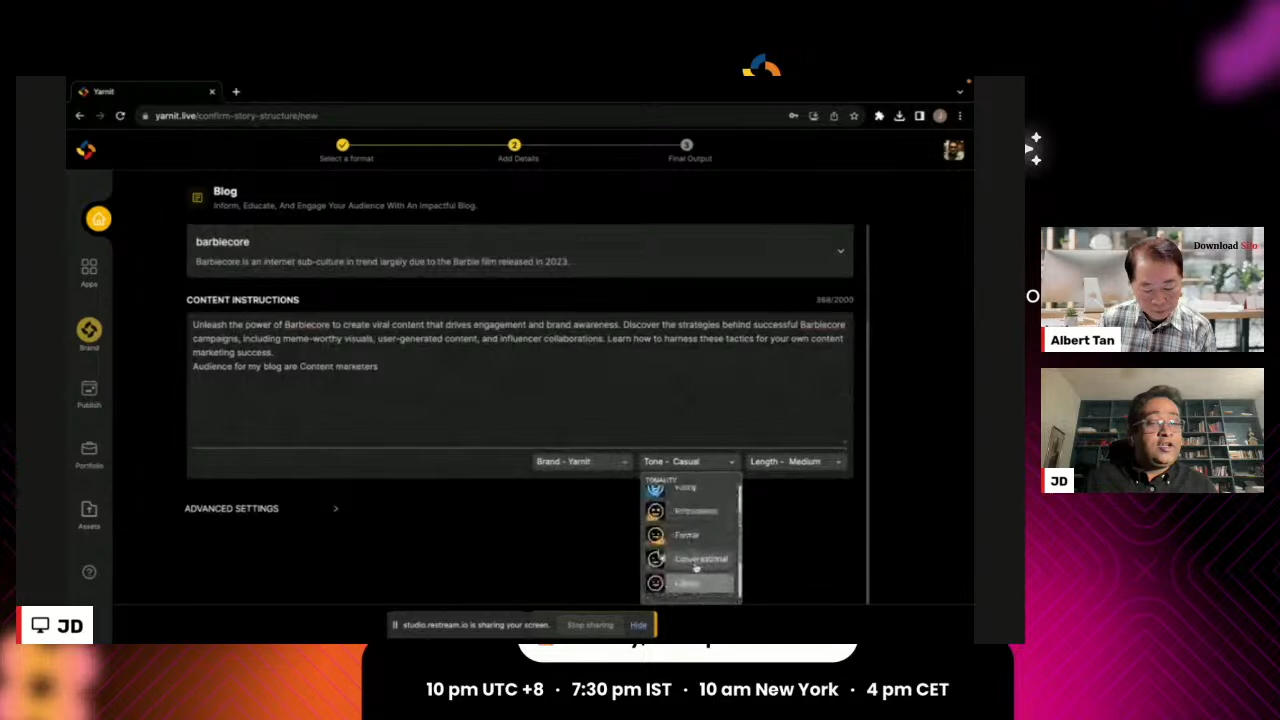 Yarnit
yarnit.live/confirm-story-structure/new
J
2
3
Select a format
Add Details
Final Output
Blog
Inform, Educate, And Engage Your Audience With An Impactful Blog.
barbiecore
Barbiecore is an internet sub-culture in trend largely due to the Barbie film released in 2023.
CONTENT INSTRUCTIONS
368/2000
Unleash the power of Barbiecore to create viral content that drives engagement and brand awareness. Discover the strategies behind successful Barbiecore
campaigns, including meme-worthy visuals, user-generated content, and influencer collaborations. Learn how to harness these tactics for your own content
marketing success.
Audience for my blog are Content marketers
Brand - Yarnit
Tone - Casual
Length - Medium
TONALITY
Formal
Conversational
ADVANCED SETTINGS
Apps
Brand
Publish
Portfolio
Assets
studio.restream.io is sharing your screen.
Stop sharing
Hide
JD
Download
Albert Tan
JD
10 pm UTC +8 · 7:30 pm IST · 10 am New York · 4 pm CET